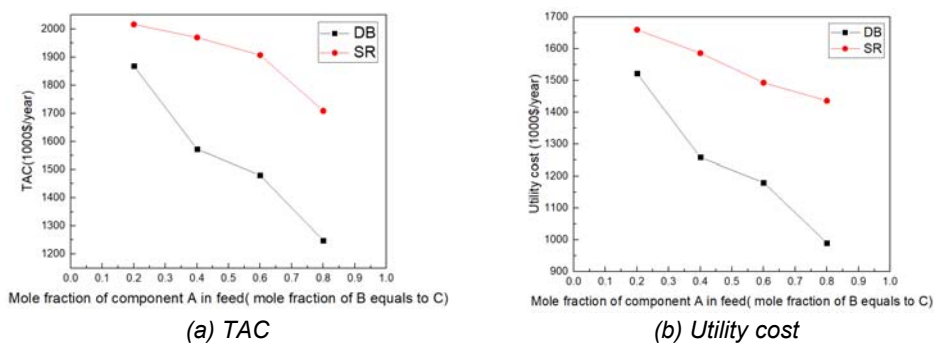 2000
1900
1800
1700
1600
1500
1400
1300
1200
TAC(1000$/year)
DB
SR
0.0 0.1 0.2 0.3 0.4 0.5 0.6 0.7 0.8 0.9 1.0
Mole fraction of component A in feed( mole fraction of B equals to C)
(a) TAC
1700
1600
1500
1400
1300
1200
1100
1000
900
Utility cost (1000$/year)
DB
SR
0.0 0.1 0.2 0.3 0.4 0.5 0.6 0.7 0.8 0.9 1.0
Mole fraction of component A in feed( mole fraction of B equals to C)
(b) Utility cost